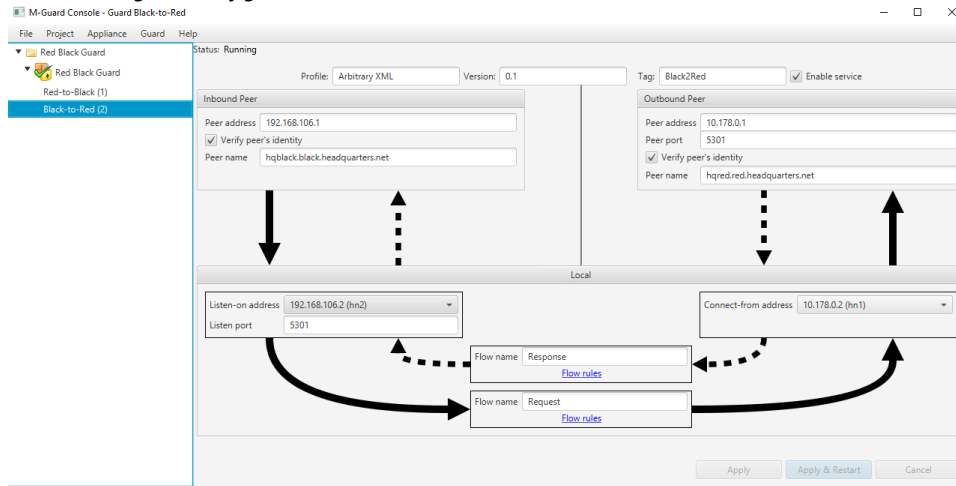 M-Guard Console - Guard Black-to-Red
File Project Appliance Guard Help
Red Black Guard
Red Black Guard
Red-to-Black (1)
Black-to-Red (2)
Status: Running
Profile: Arbitrary XML Version: 0.1 Tag: Black2Red Enable service
Inbound Peer
Peer address 192.168.106.1
Verify peer's identity
Peer name hqblack.black.headquarters.net
Outbound Peer
Peer address 10.178.0.1
Peer port 5301
Verify peer's identity
Peer name hqred.red.headquarters.net
Local
Listen-on address 192.168.106.2 (hn2)
Listen port 5301
Connect-from address 10.178.0.2 (hn1)
Flow name Response
Flow rules
Flow name Request
Flow rules
Apply Apply & Restart Cancel